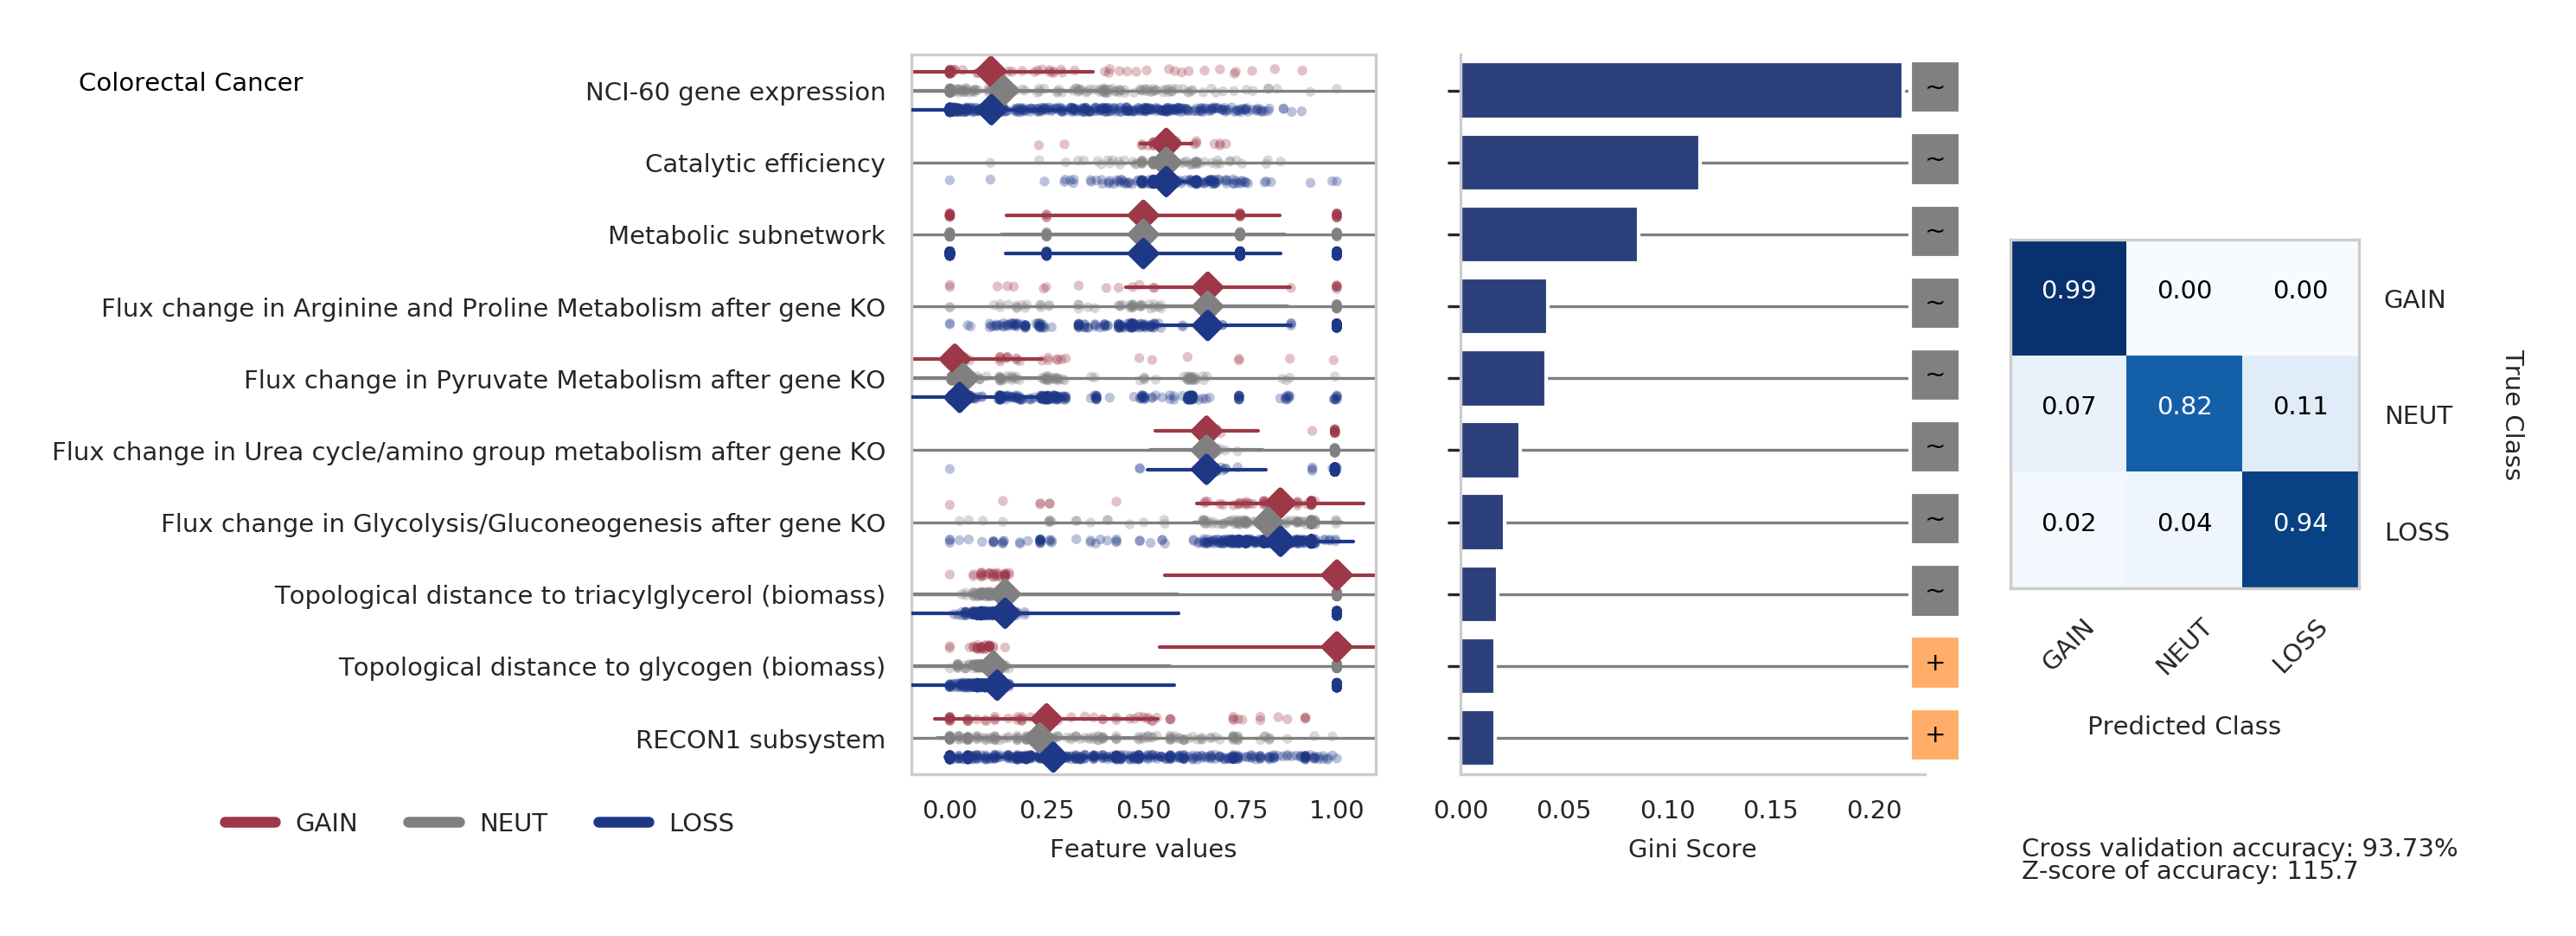 Colorectal Cancer
NCI-60 gene expression
Catalytic efficiency
Metabolic subnetwork
Flux change in Arginine and Proline Metabolism after gene KO
Flux change in Pyruvate Metabolism after gene KO
Flux change in Urea cycle/amino group metabolism after gene KO
Flux change in Glycolysis/Gluconeogenesis after gene KO
Topological distance to triacylglycerol (biomass)
Topological distance to glycogen (biomass)
RECON1 subsystem
GAIN NEUT LOSS
0.00 0.25 0.50 0.75 1.00
Feature values
~
~
~
~
~
~
~
~
+
+
0.00 0.05 0.10 0.15 0.20
Gini Score
0.99 0.00 0.00 GAIN
0.07 0.82 0.11 NEUT
0.02 0.04 0.94 LOSS
True Class
GAIN NEUT LOSS
Predicted Class
Cross validation accuracy: 93.73%
Z-score of accuracy: 115.7